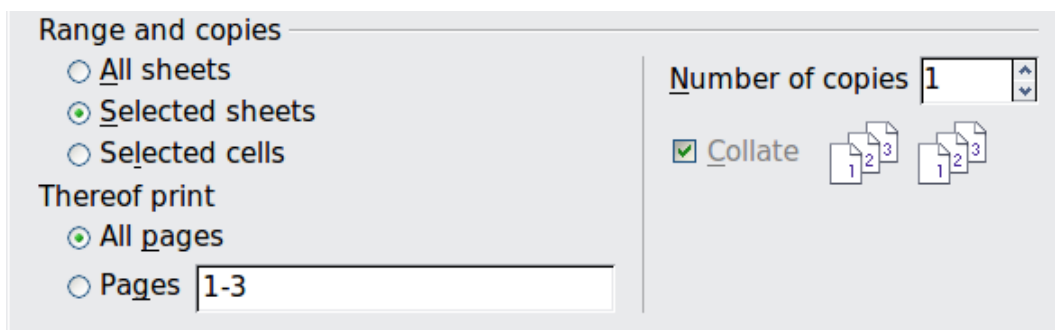 Range and copies
All sheets
Selected sheets
Selected cells
Thereof print
All pages
Pages 1-3
Number of copies 1
Collate
1 2 3 1 2 3